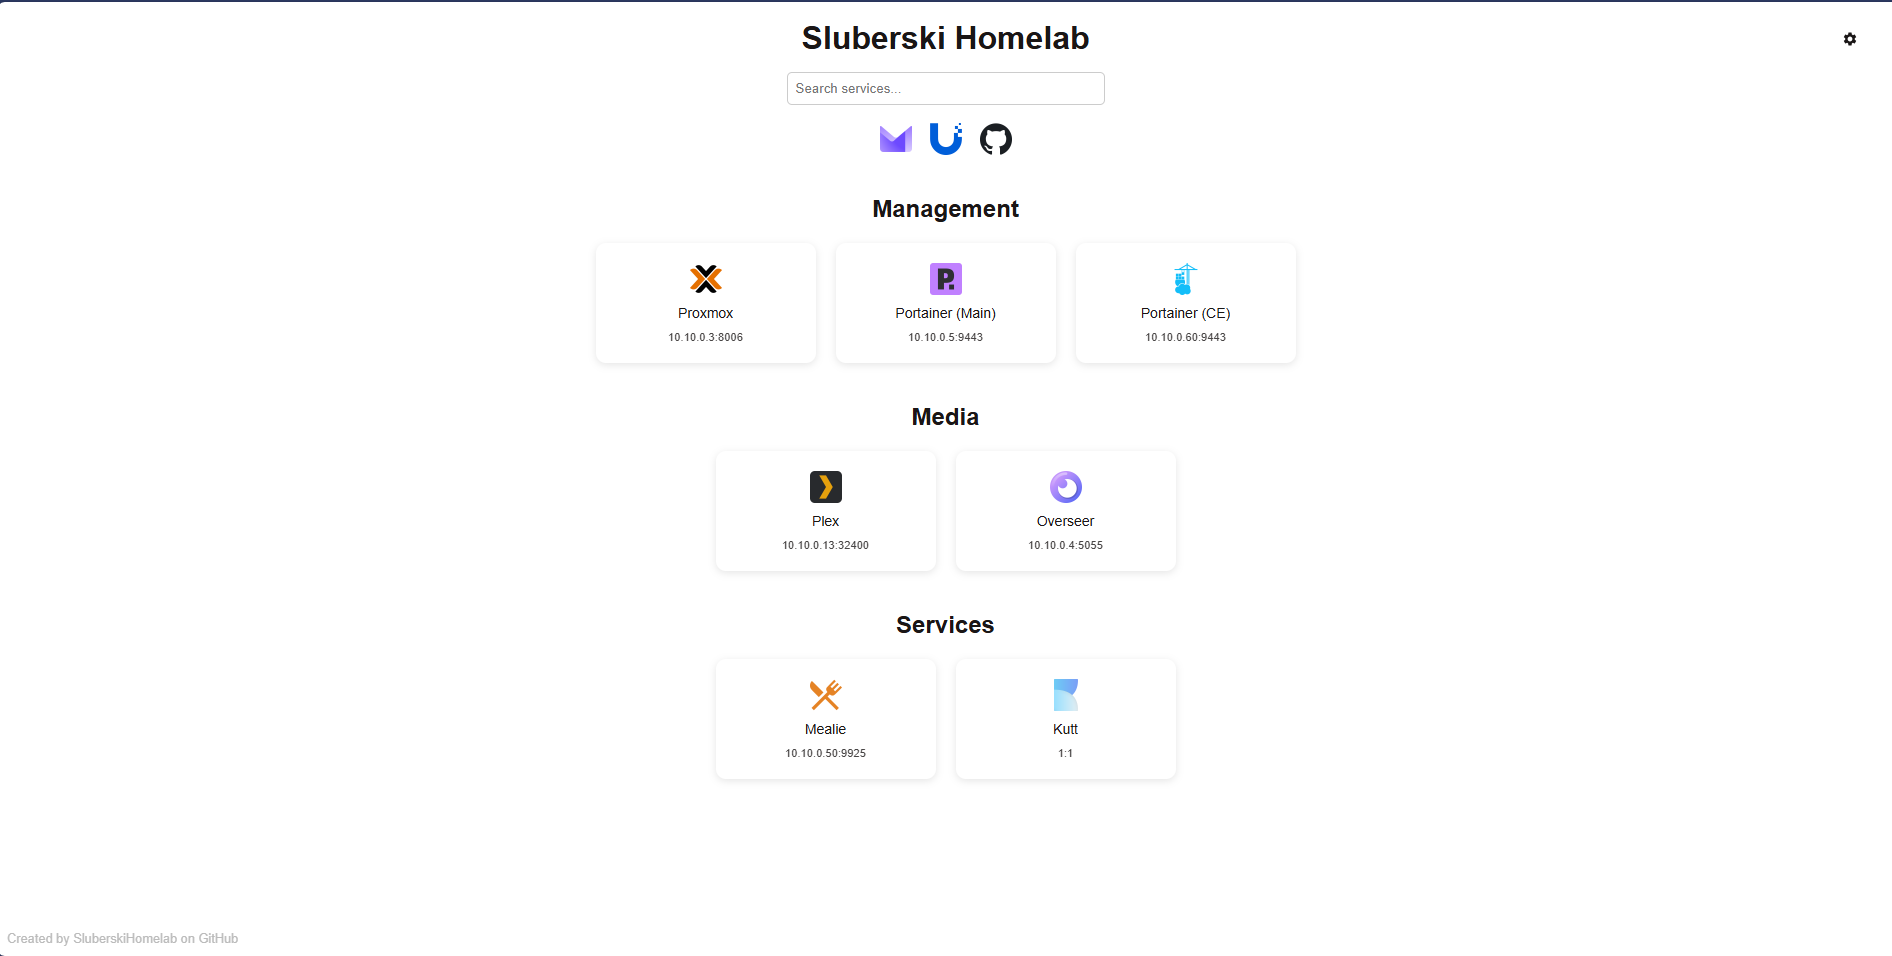 Sluberski Homelab
Search services...
Management
Proxmox
10.10.0.3:8006
P.
Portainer (Main)
10.10.0.5:9443
Portainer (CE)
10.10.0.60:9443
Media
Plex
10.10.0.13:32400
Overseer
10.10.0.4:5055
Services
Mealie
10.10.0.50:9925
Kutt
1:1
Created by SluberskiHomelab on GitHub